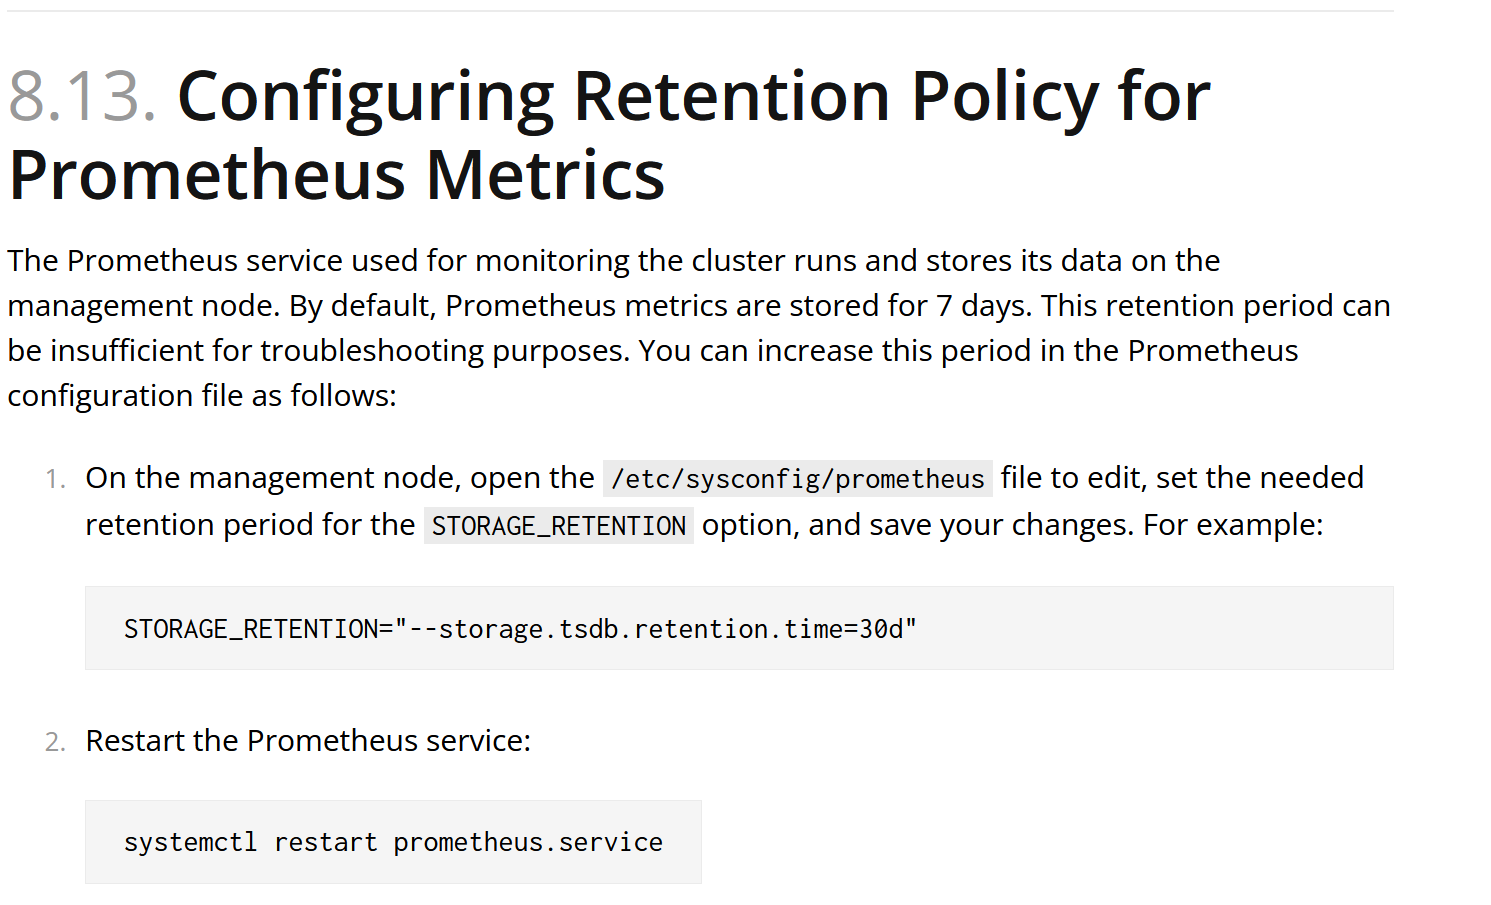 8.13. Configuring Retention Policy for
Prometheus Metrics
The Prometheus service used for monitoring the cluster runs and stores its data on the
management node. By default, Prometheus metrics are stored for 7 days. This retention period can
be insufficient for troubleshooting purposes. You can increase this period in the Prometheus
configuration file as follows:
1. On the management node, open the /etc/sysconfig/prometheus file to edit, set the needed
retention period for the STORAGE_RETENTION option, and save your changes. For example:
STORAGE_RETENTION="--storage.tsdb.retention.time=30d"
2. Restart the Prometheus service:
systemctl restart prometheus.service